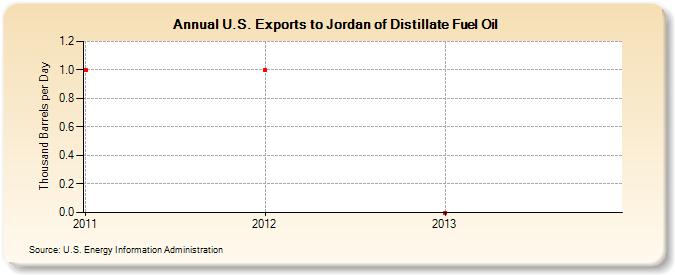 Annual U.S. Exports to Jordan of Distillate Fuel Oil
Thousand Barrels per Day
1.2
1.0
0.8
0.6
0.4
0.2
0.0
2011 2012 2013
Source: U.S. Energy Information Administration